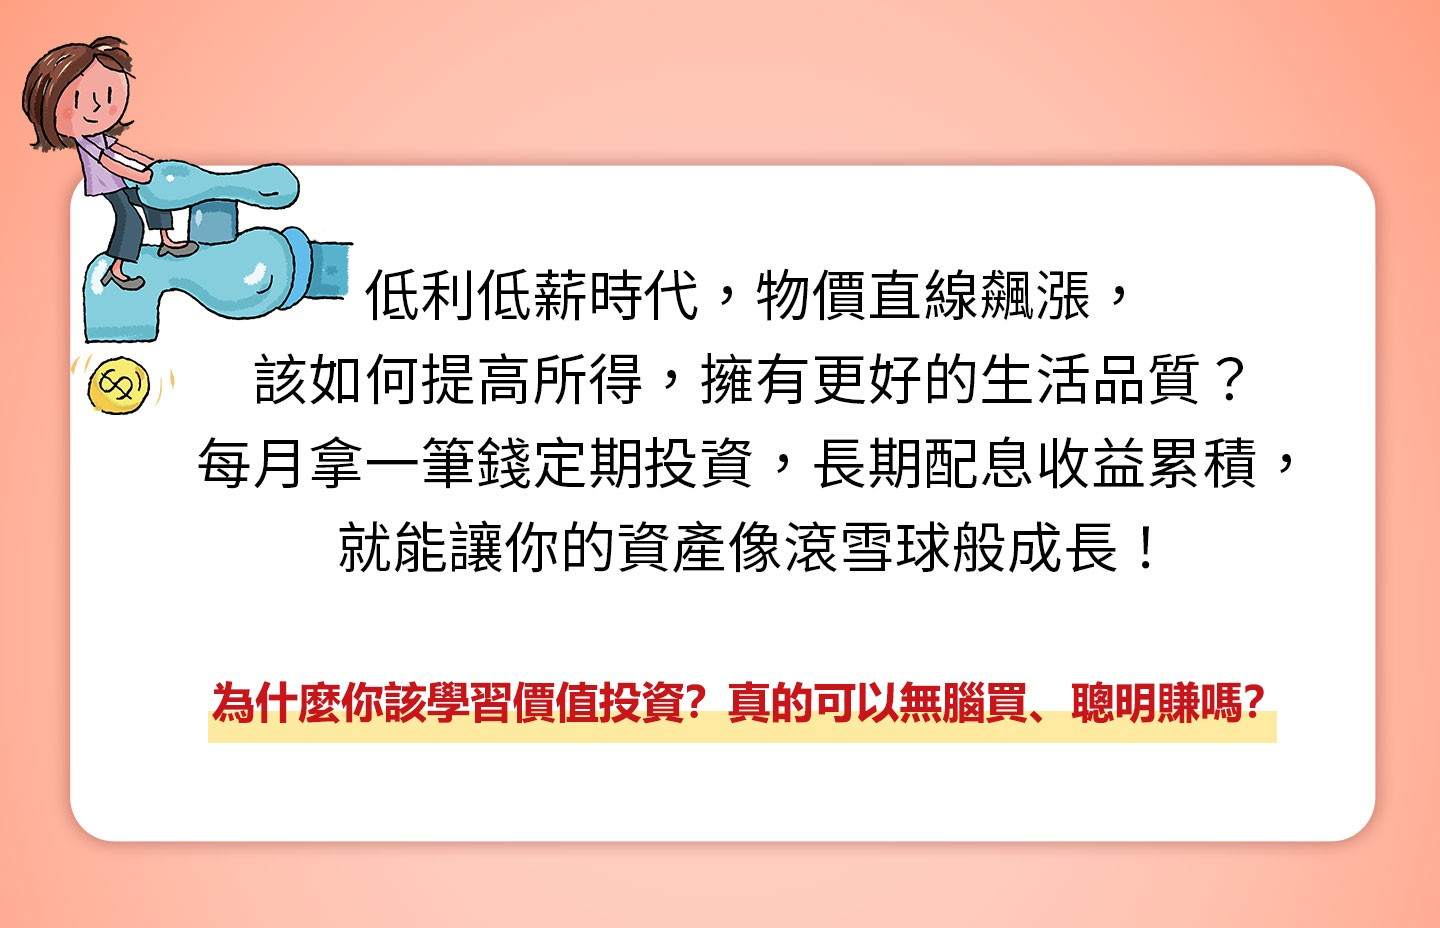 低利低薪時代，物價直線飆漲，
該如何提高所得，擁有更好的生活品質？
每月拿一筆錢定期投資，長期配息收益累積，
就能讓你的資產像滾雪球般成長！
為什麼你該學習價值投資？真的可以無腦買、聰明賺嗎？